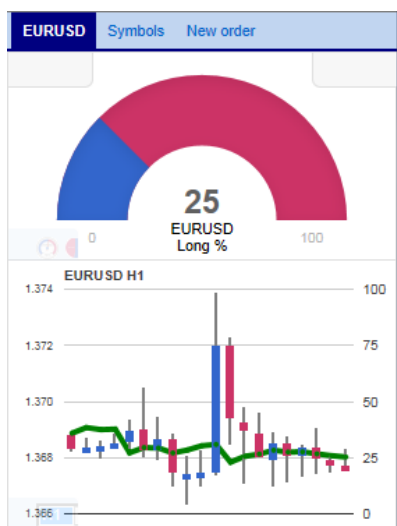 EURUSD Symbols New order
25
EURUSD
Long %
0 100
EURUSD H1
1.374 100
1.372 75
1.370 50
1.368 25
1.366 0